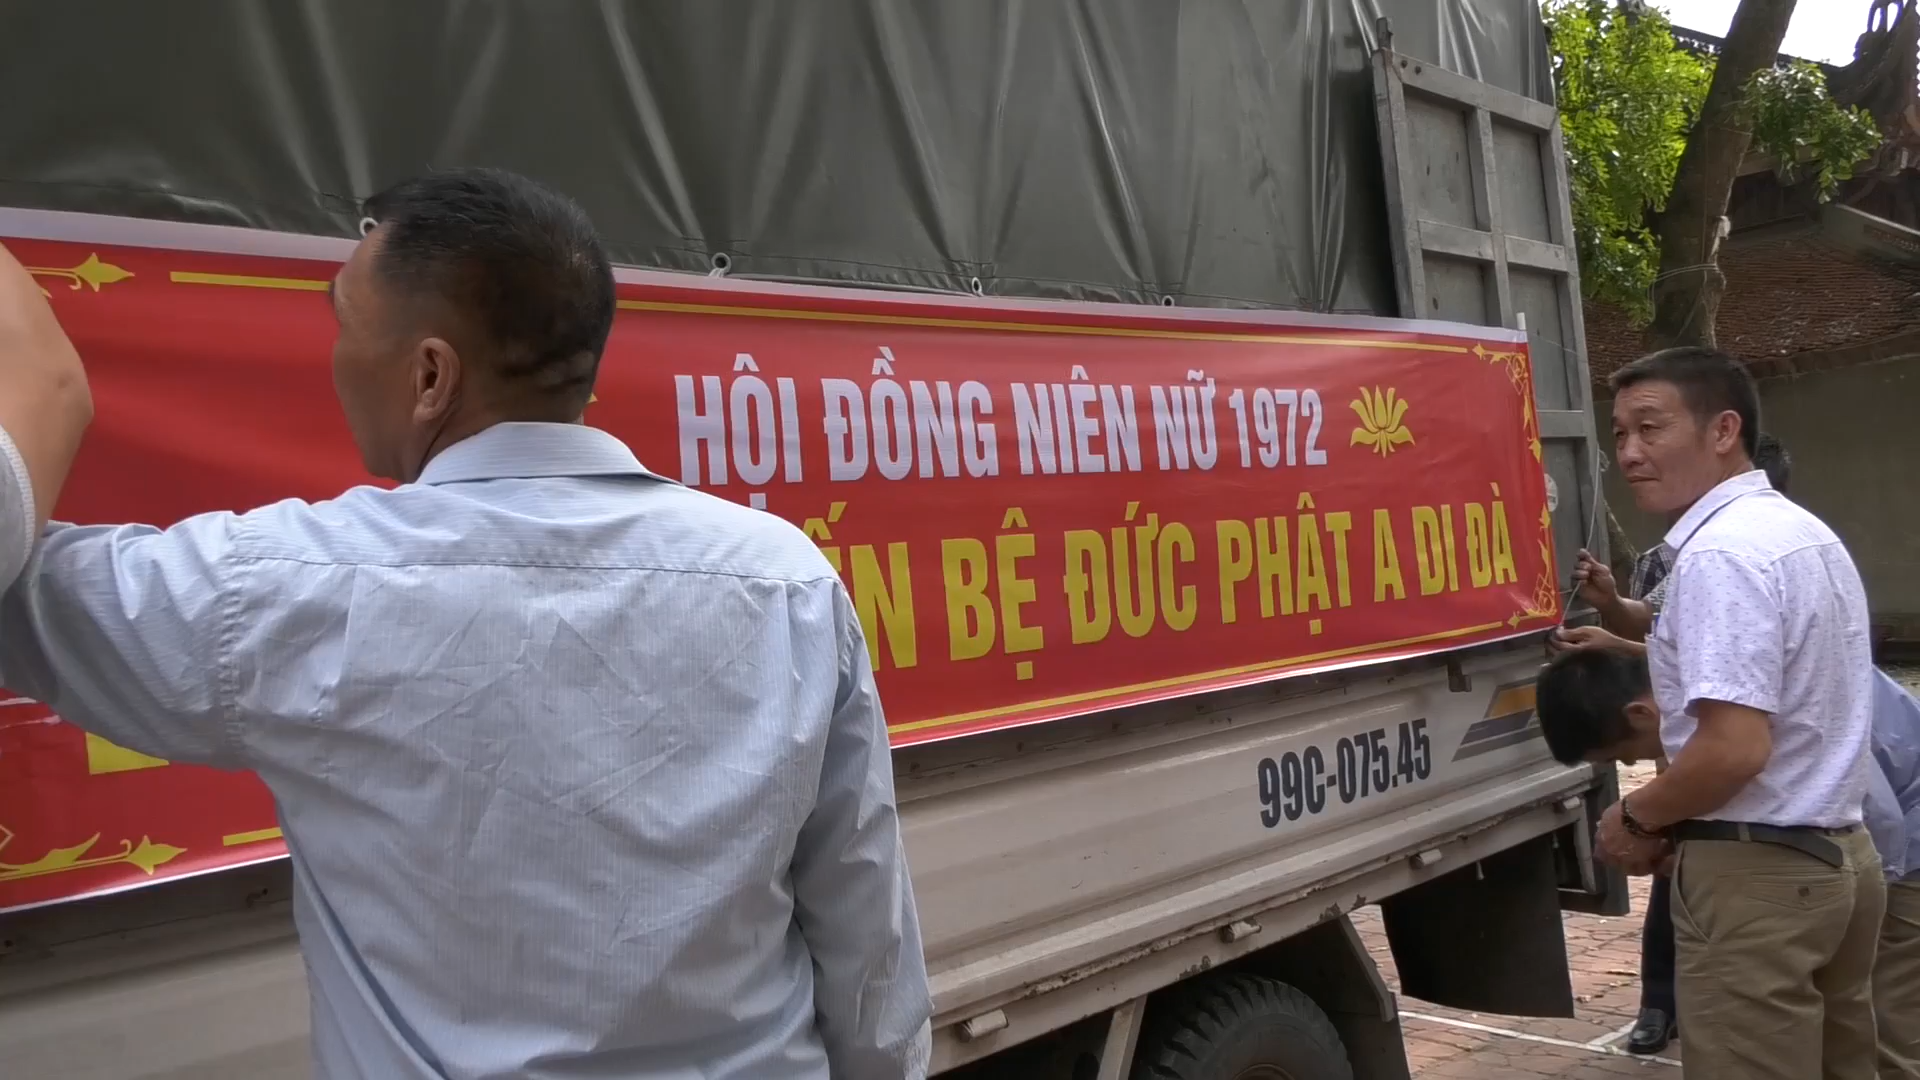 HỘI ĐỒNG NIÊN NỮ 1972
BỆ ĐỨC PHẬT A DI ĐÀ
99C-075.45